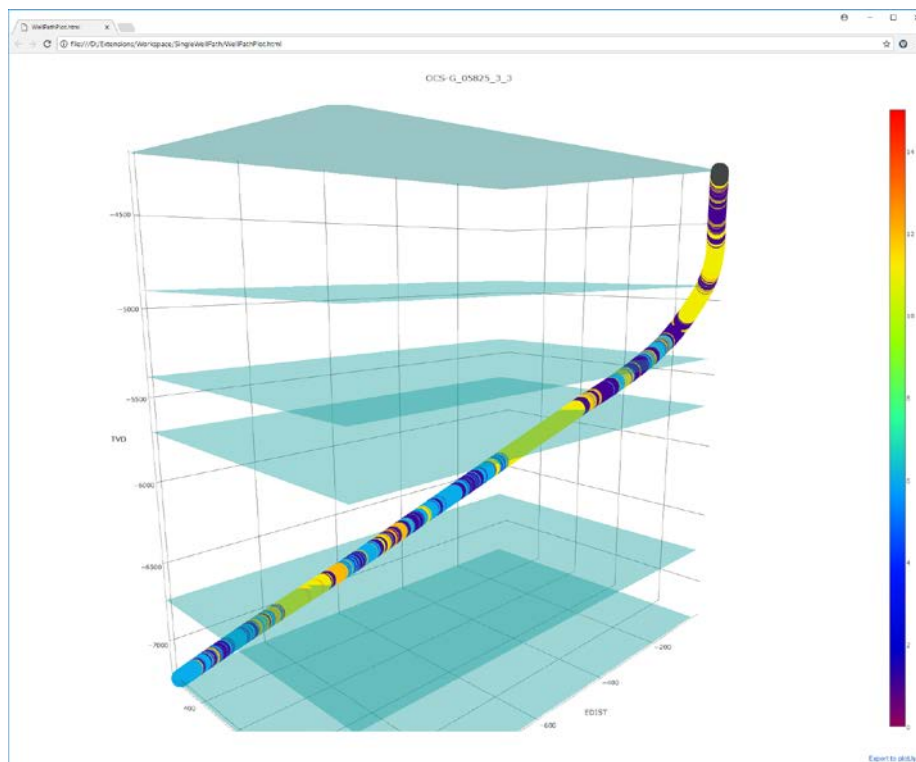 WellPathPlot.html
file:///D:/Extensions/Workspace/SingleWellPath/WellPathPlot.html
OCS-G_05825_3_3
14
12
10
8
6
4
2
0
−4500
−5000
−5500
TVD
−6000
−6500
−7000
−200
−400
EDIST
−600
Export to plot.ly